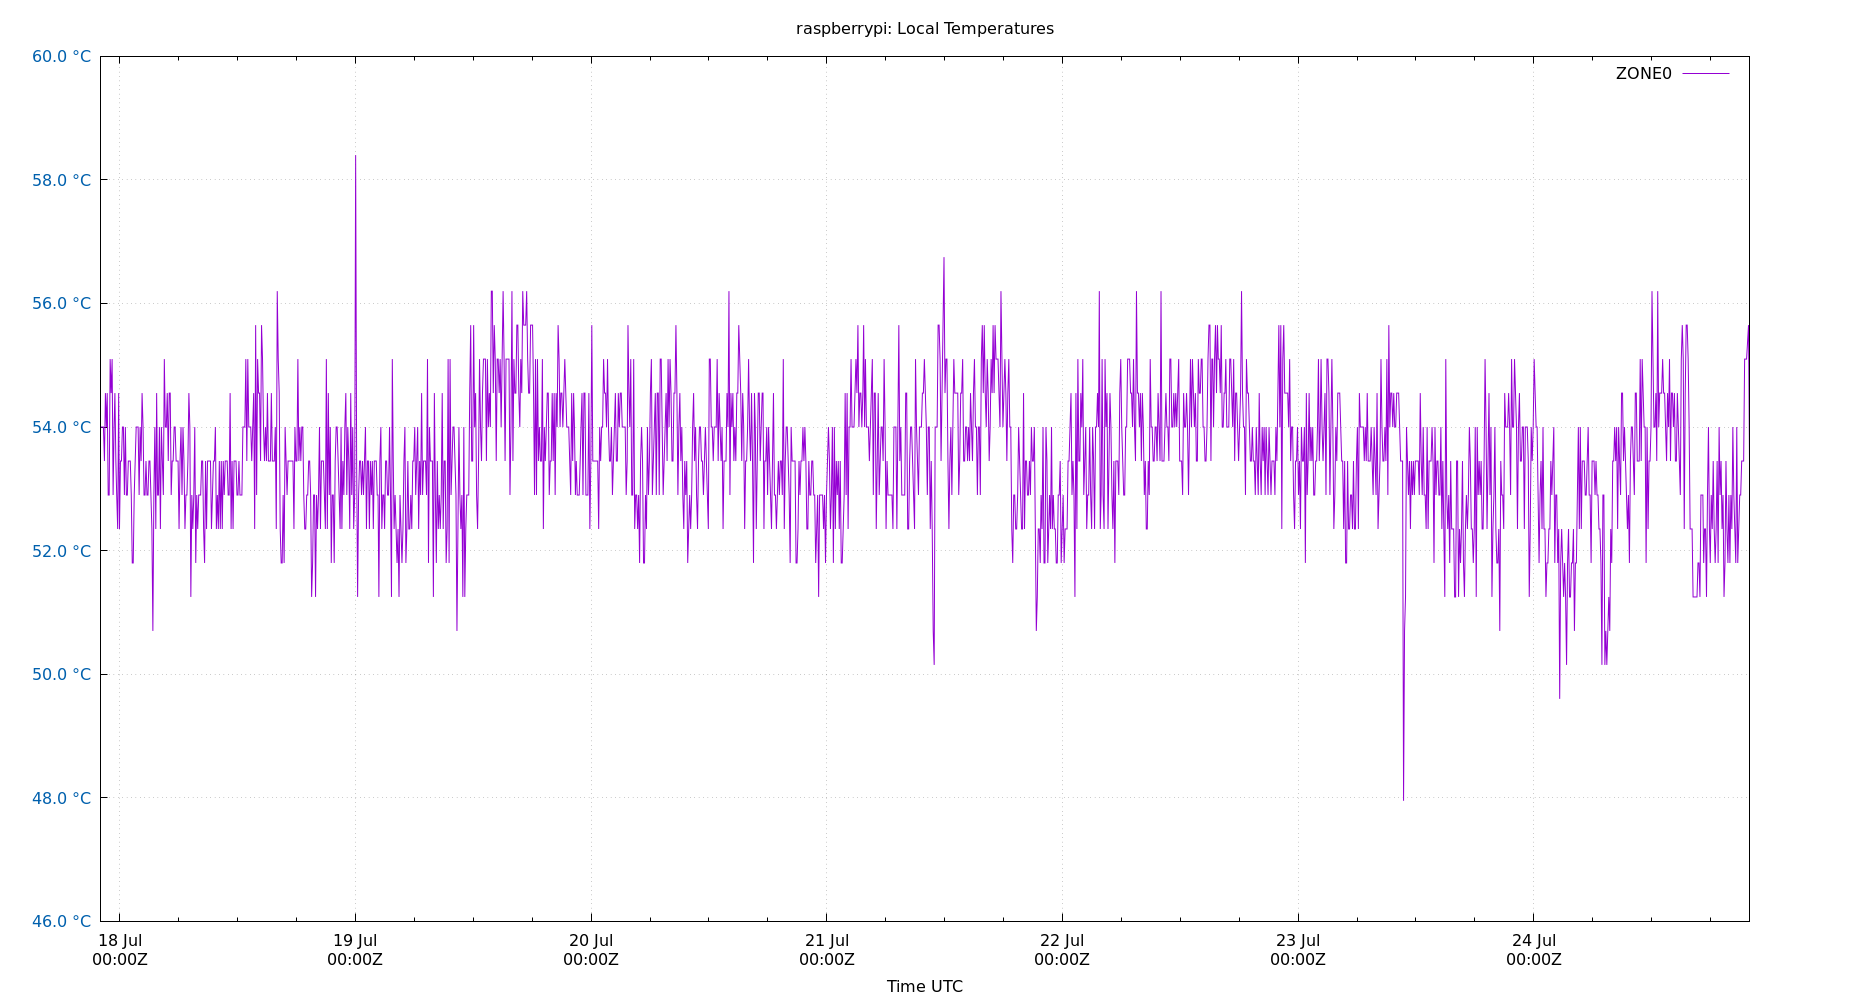 raspberrypi: Local Temperatures
60.0 °C
ZONE0
58.0 °C
56.0 °C
54.0 °C
52.0 °C
50.0 °C
48.0 °C
46.0 °C
18 Jul 19 Jul 20 Jul 21 Jul 22 Jul 23 Jul 24 Jul
00:00Z 00:00Z 00:00Z 00:00Z 00:00Z 00:00Z 00:00Z
Time UTC